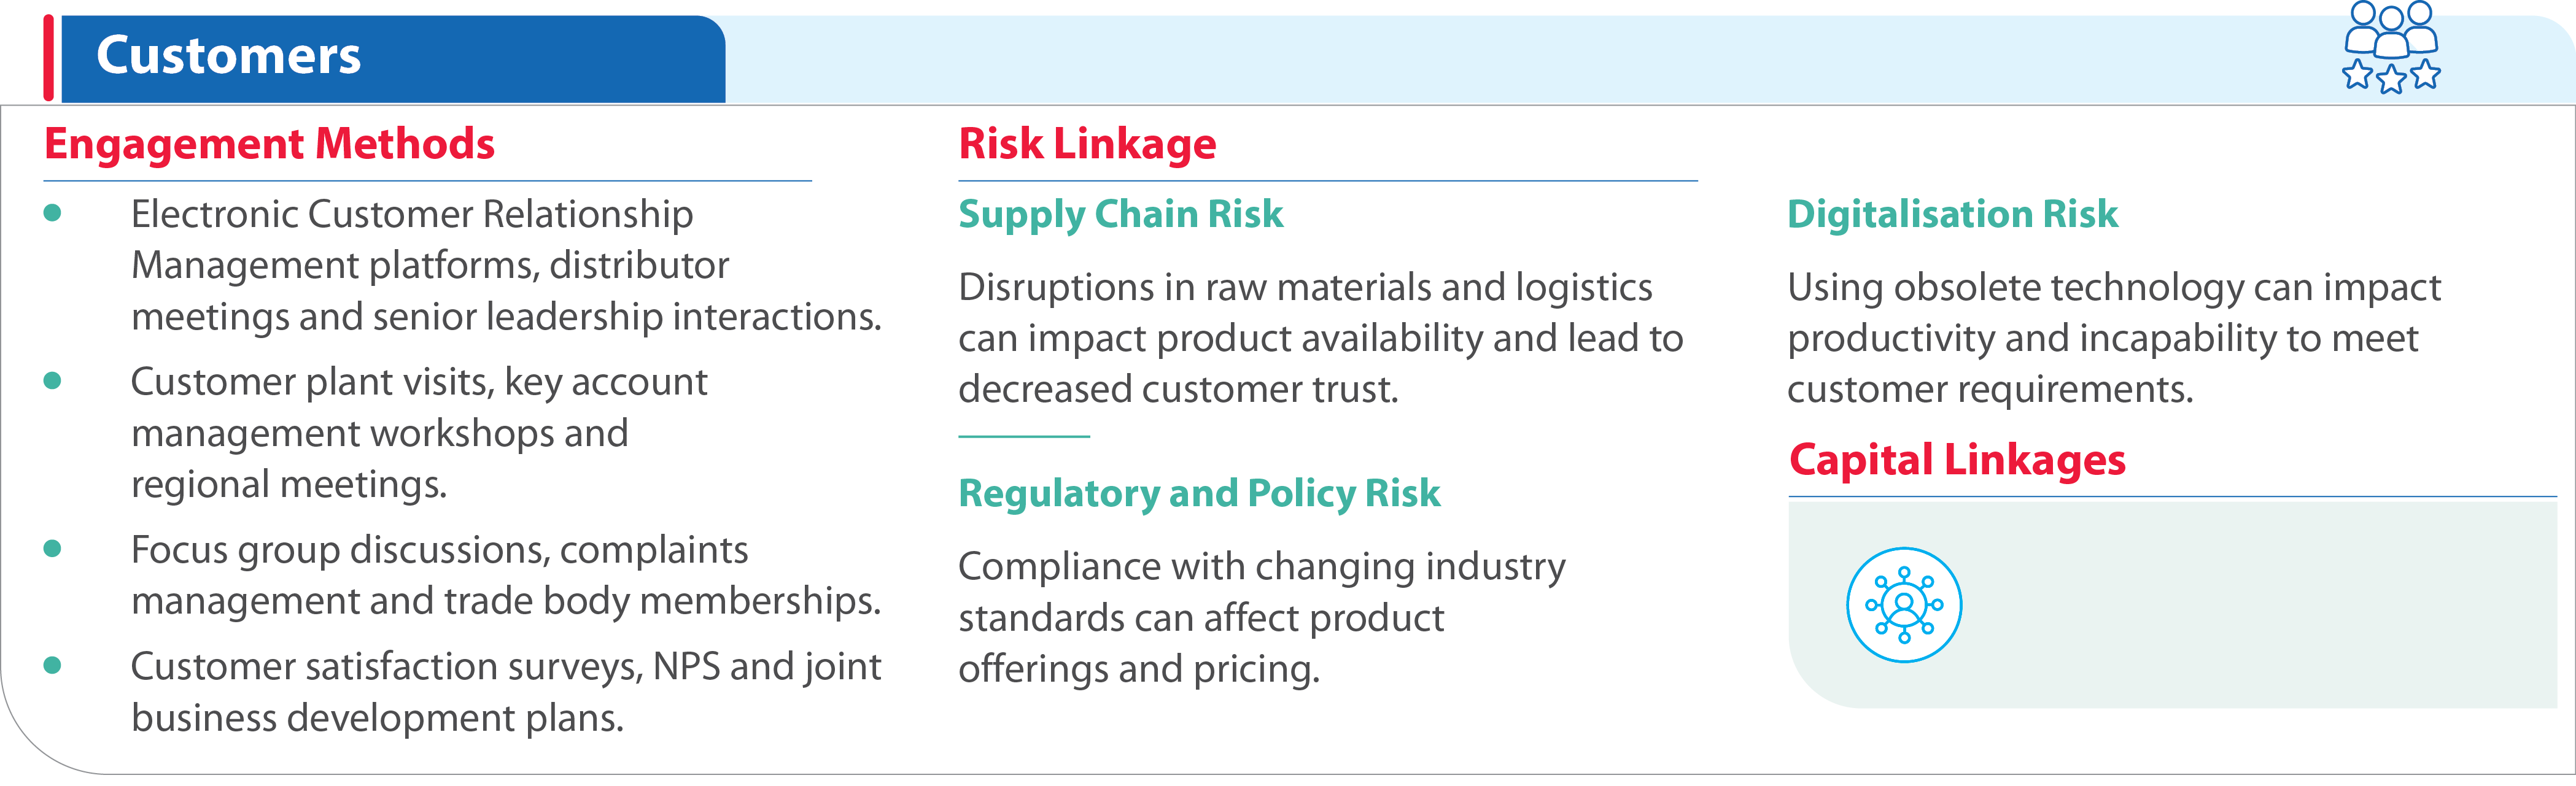 Customers
Engagement Methods
Electronic Customer Relationship
Management platforms, distributor
meetings and senior leadership interactions.
Customer plant visits, key account
management workshops and
regional meetings.
Focus group discussions, complaints
management and trade body memberships.
Customer satisfaction surveys, NPS and joint
business development plans.
Risk Linkage
Supply Chain Risk
Disruptions in raw materials and logistics
can impact product availability and lead to
decreased customer trust.
Regulatory and Policy Risk
Compliance with changing industry
standards can affect product
offerings and pricing.
Digitalisation Risk
Using obsolete technology can impact
productivity and incapability to meet
customer requirements.
Capital Linkages